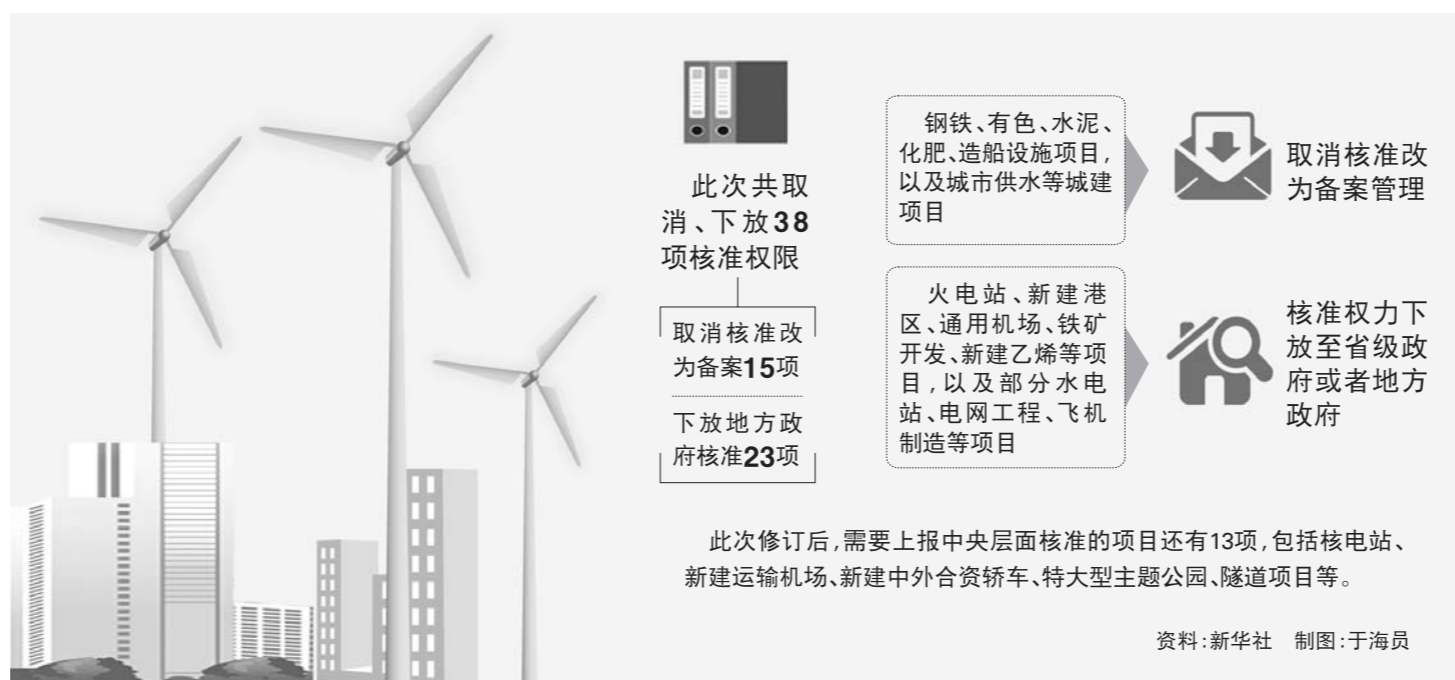 此次共取
消、下放38
项核准权限
取消核准改
为备案15项
下放地方政
府核准23项
钢铁、有色、水泥、
化肥、造船设施项目,
以及城市供水等城建
项目
取消核准改
为备案管理
火电站、新建港
区、通用机场、铁矿
开发、新建乙烯等项
目,以及部分水电
站、电网工程、飞机
制造等项目
核准权力下
放至省级政
府或者地方
政府
此次修订后,需要上报中央层面核准的项目还有13项,包括核电站、
新建运输机场、新建中外合资轿车、特大型主题公园、隧道项目等。
资料:新华社 制图:于海员